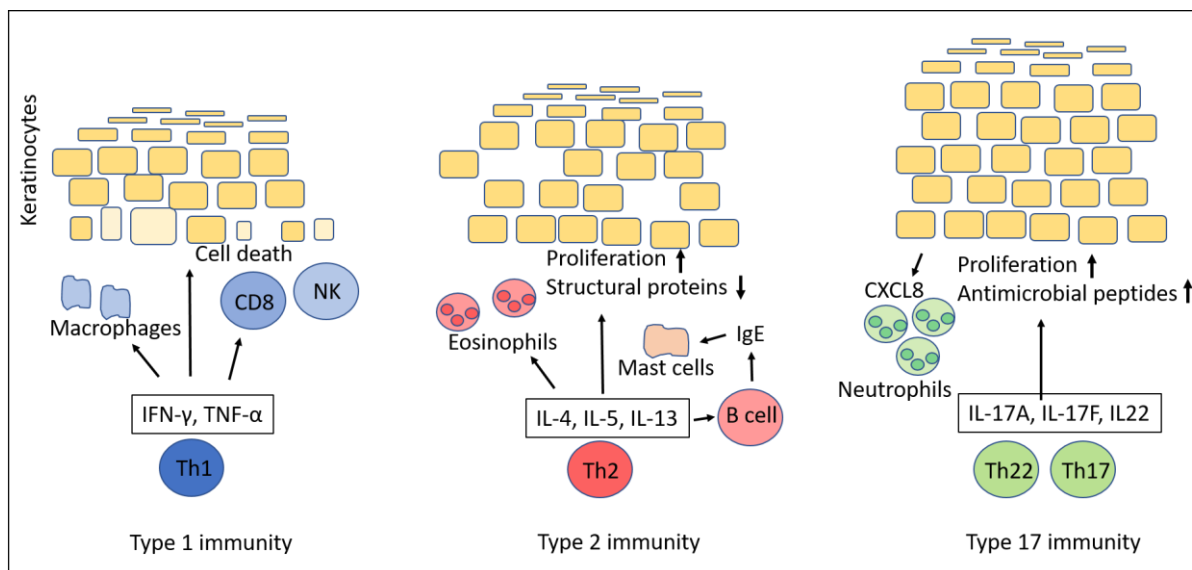 Keratinocytes
Cell death
Macrophages
CD8
NK
IFN-γ, TNF-α
Th1
Type 1 immunity
Proliferation
Structural proteins
Eosinophils
Mast cells
IgE
IL-4, IL-5, IL-13
B cell
Th2
Type 2 immunity
Proliferation
Antimicrobial peptides
CXCL8
Neutrophils
IL-17A, IL-17F, IL22
Th22
Th17
Type 17 immunity